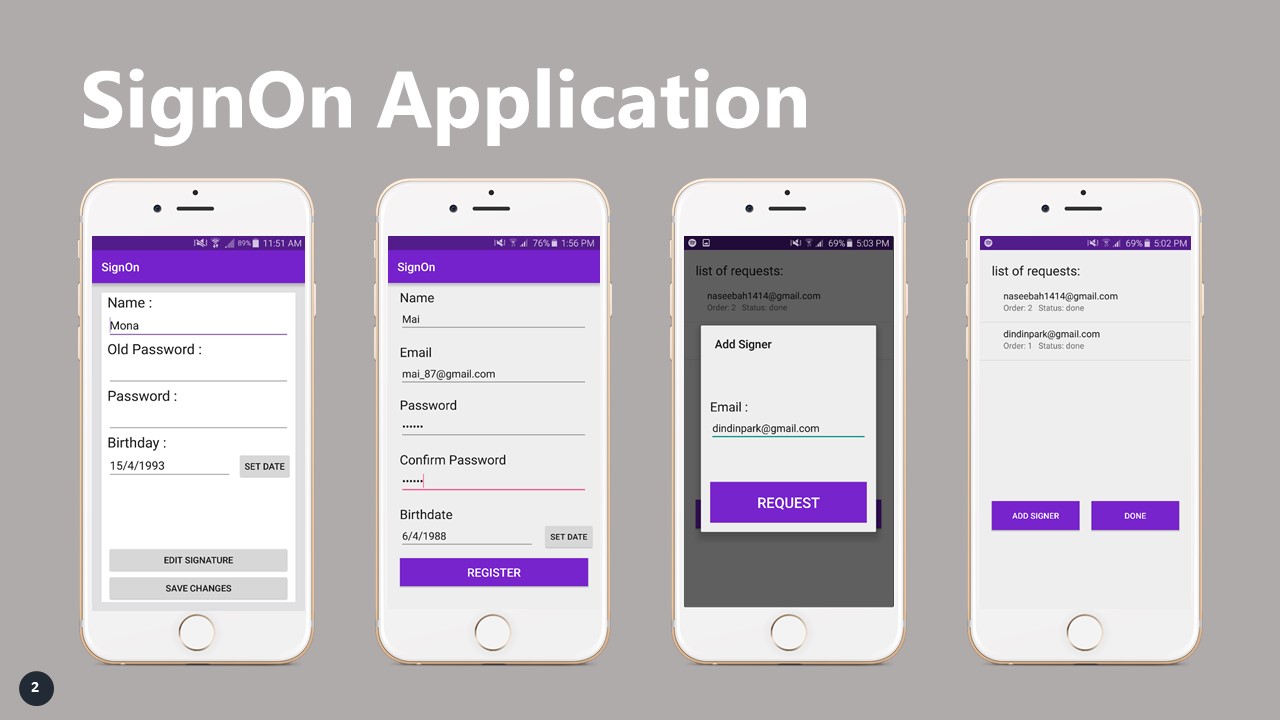 SignOn Application
89% 11:51 AM
SignOn
Name :
Mona
Old Password :
Password :
Birthday :
15/4/1993 SET DATE
EDIT SIGNATURE
SAVE CHANGES
76% 1:56 PM
SignOn
Name
Mai
Email
mai_87@gmail.com
Password
••••••
Confirm Password
••••••
Birthdate
6/4/1988 SET DATE
REGISTER
69% 5:03 PM
list of requests:
naseebah1414@gmail.com
Order: 2 Status: done
Add Signer
Email :
dindinpark@gmail.com
REQUEST
69% 5:02 PM
list of requests:
naseebah1414@gmail.com
Order: 2 Status: done
dindinpark@gmail.com
Order: 1 Status: done
ADD SIGNER DONE
2